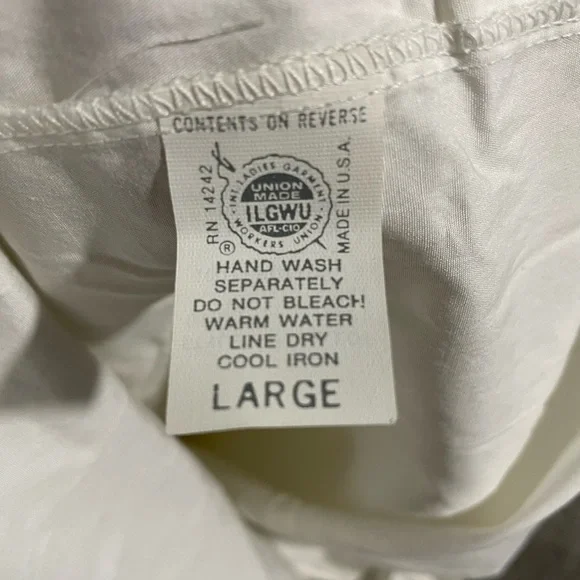 CONTENTS ON REVERSE
RN 14242
INT. LADIES GARMENT WORKERS UNION
UNION
MADE
ILGWU
AFL-CIO
®
MADE IN U.S.A.
HAND WASH
SEPARATELY
DO NOT BLEACH!
WARM WATER
LINE DRY
COOL IRON
LARGE